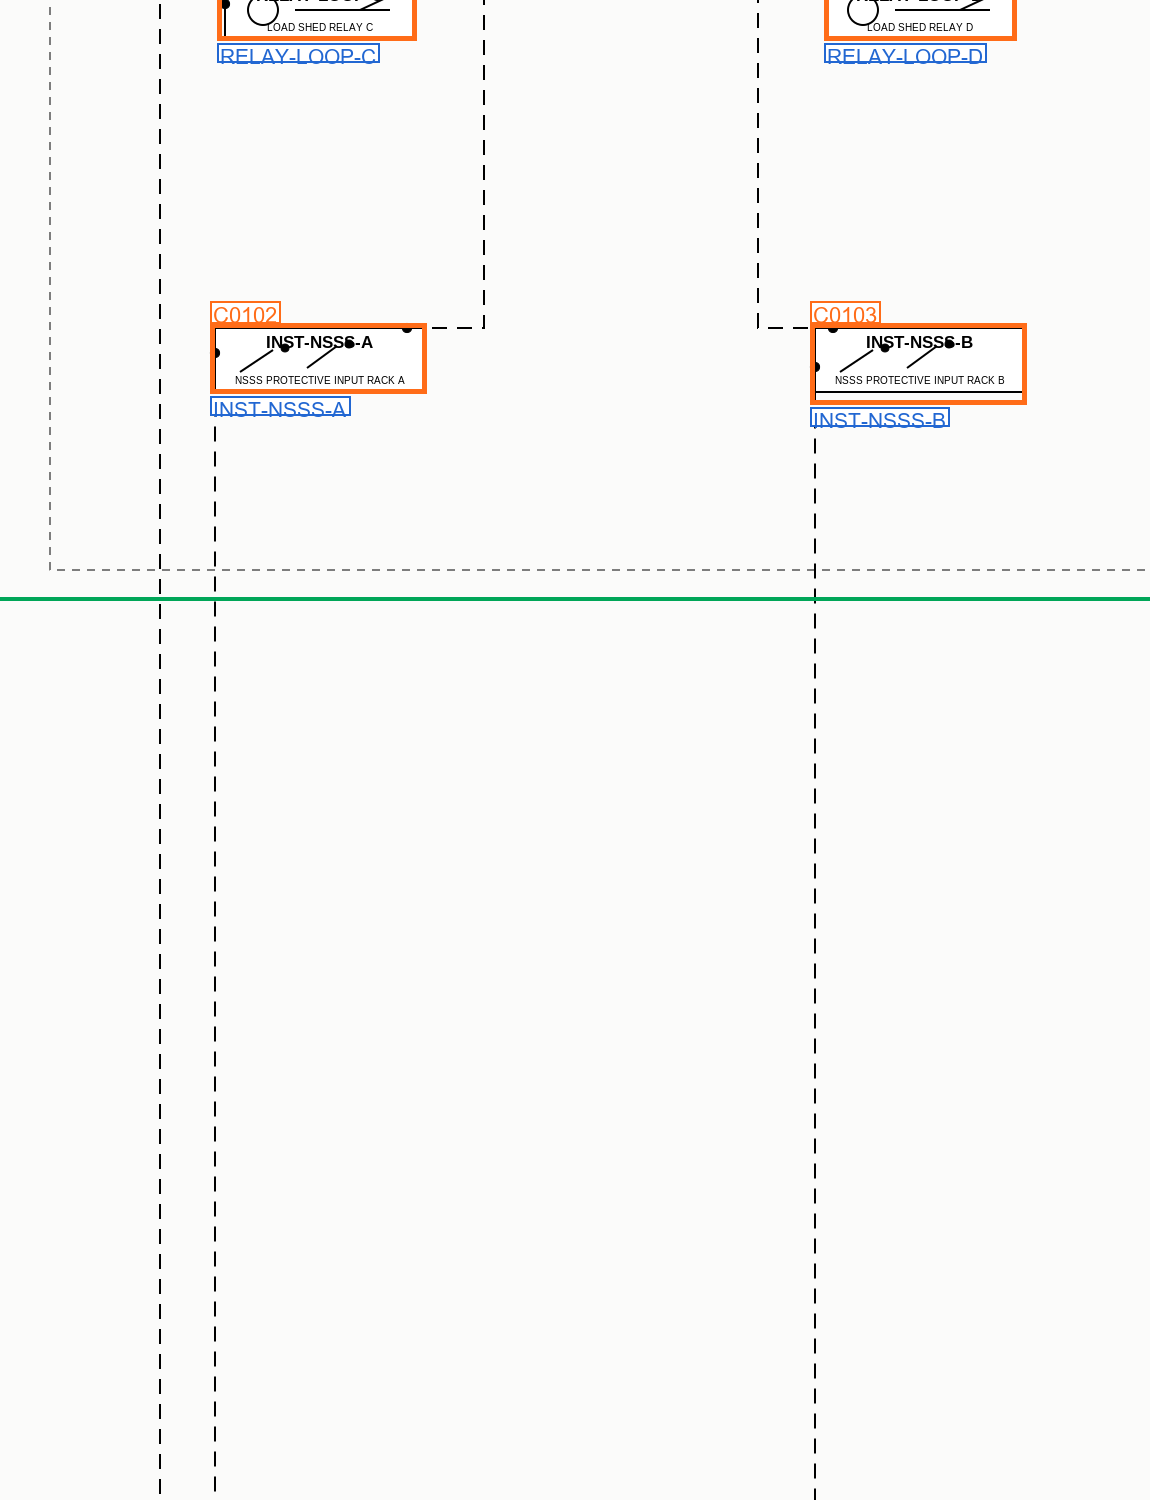 LOAD SHED RELAY C
LOAD SHED RELAY D
RELAY-LOOP-C
RELAY-LOOP-D
C0102
C0103
INST-NSSS-A
INST-NSSS-B
NSSS PROTECTIVE INPUT RACK A
NSSS PROTECTIVE INPUT RACK B
INST-NSSS-A
INST-NSSS-B